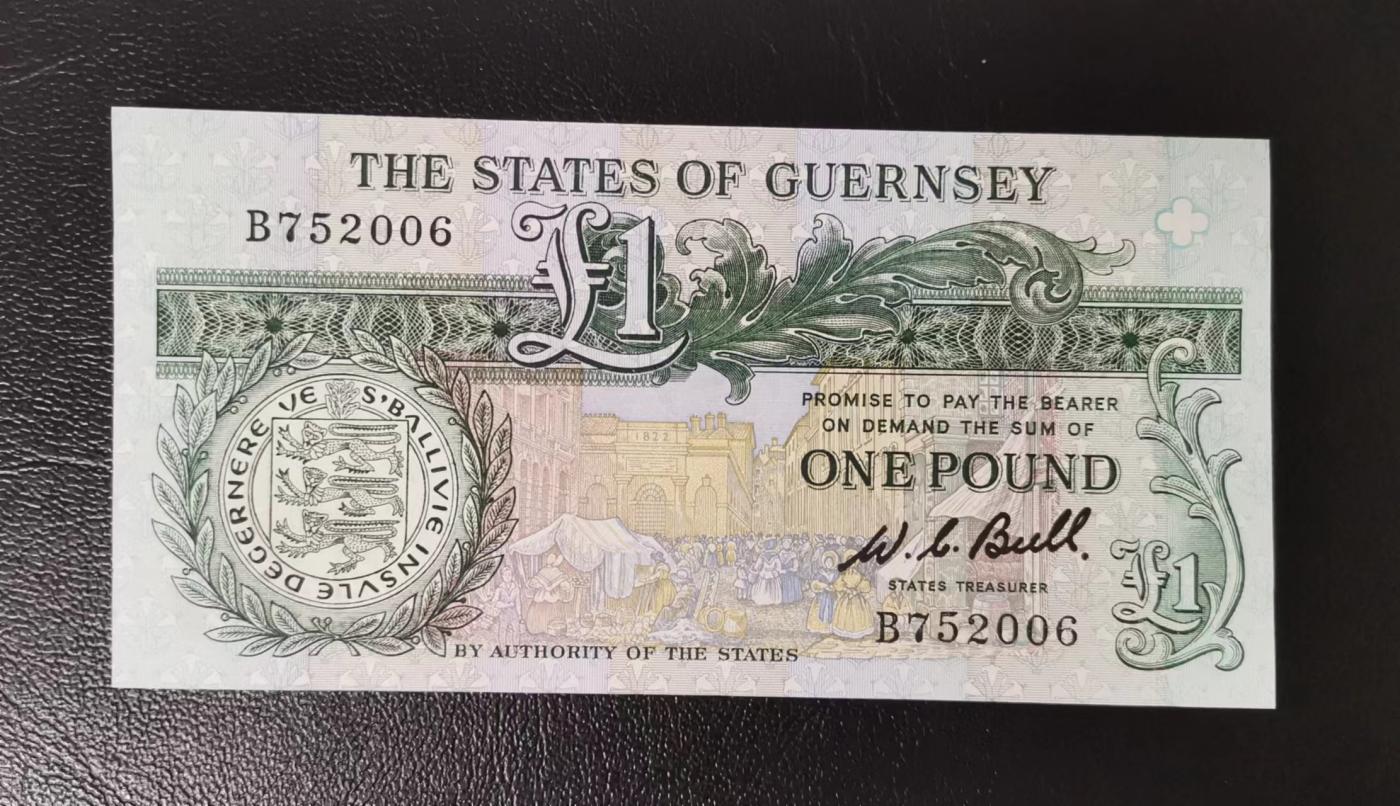 THE STATES OF GUERNSEY
B752006
£1
S'BALLIVIE INSVLE DEGERNERE VE
1822
PROMISE TO PAY THE BEARER
ON DEMAND THE SUM OF
ONE POUND
W. C. Bull.
STATES TREASURER
£1
B752006
BY AUTHORITY OF THE STATES